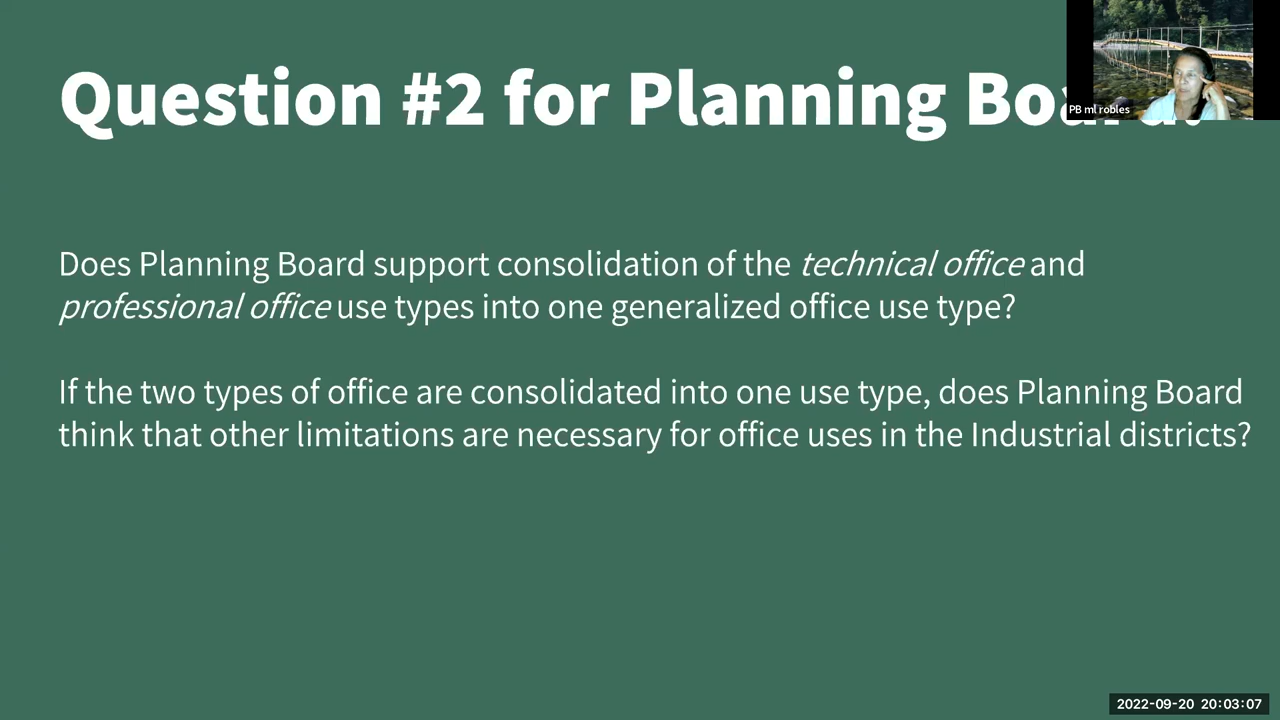 Question #2 for Planning Board:
PB ml robles
Does Planning Board support consolidation of the technical office and
professional office use types into one generalized office use type?
If the two types of office are consolidated into one use type, does Planning Board
think that other limitations are necessary for office uses in the Industrial districts?
2022-09-20 20:03:07